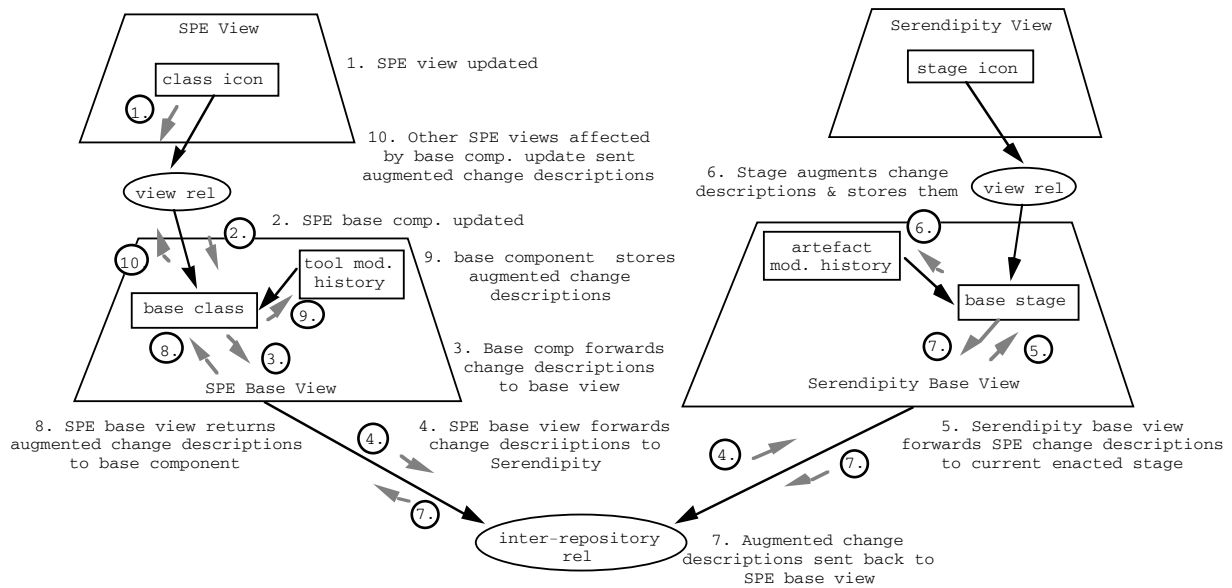 SPE View
class icon
1.
1. SPE view updated
10. Other SPE views affected
by base comp. update sent
augmented change descriptions
view rel
2. SPE base comp. updated
2.
10
tool mod.
history
base class
9.
8.
3.
SPE Base View
9. base component stores
augmented change
descriptions
3. Base comp forwards
change descriptions
to base view
8. SPE base view returns
augmented change descriptions
to base component
4.
4. SPE base view forwards
change descriiptions to
Serendipity
7.
inter-repository
rel
Serendipity View
stage icon
6. Stage augments change
descriptions & stores them
view rel
6.
artefact
mod. history
base stage
7.
5.
Serendipity Base View
4.
7.
5. Serendipity base view
forwards SPE change descriptions
to current enacted stage
7. Augmented change
descriptions sent back to
SPE base view